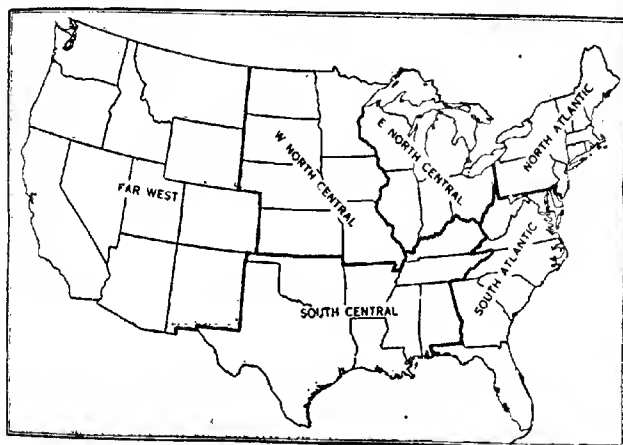 FAR WEST
W NORTH CENTRAL
E NORTH CENTRAL
NORTH ATLANTIC
SOUTH ATLANTIC
SOUTH CENTRAL